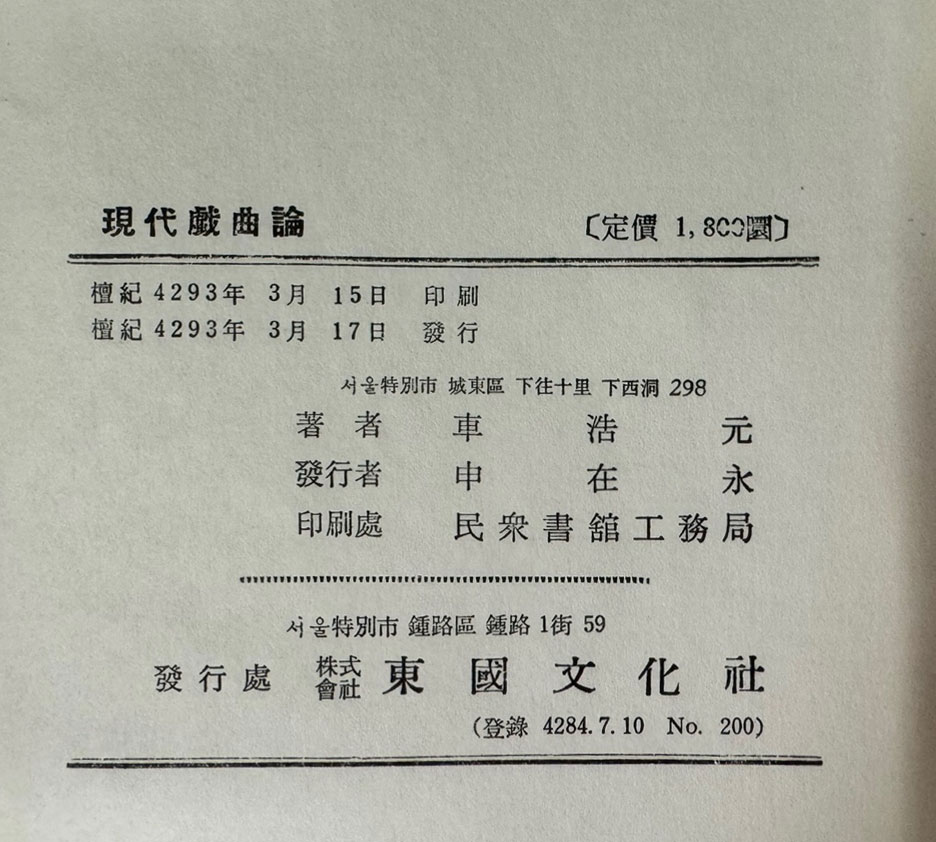 現代戱曲論 〔定價 1,800圜〕
檀紀 4293年 3月 15日 印刷
檀紀 4293年 3月 17日 發行
서울特別市 城東區 下往十里 下西洞 298
著者 車浩元
發行者 申在永
印刷處 民衆書舘工務局
서울特別市 鍾路區 鍾路 1街 59
發行處 株式會社 東國文化社
(登錄 4284.7.10 No. 200)